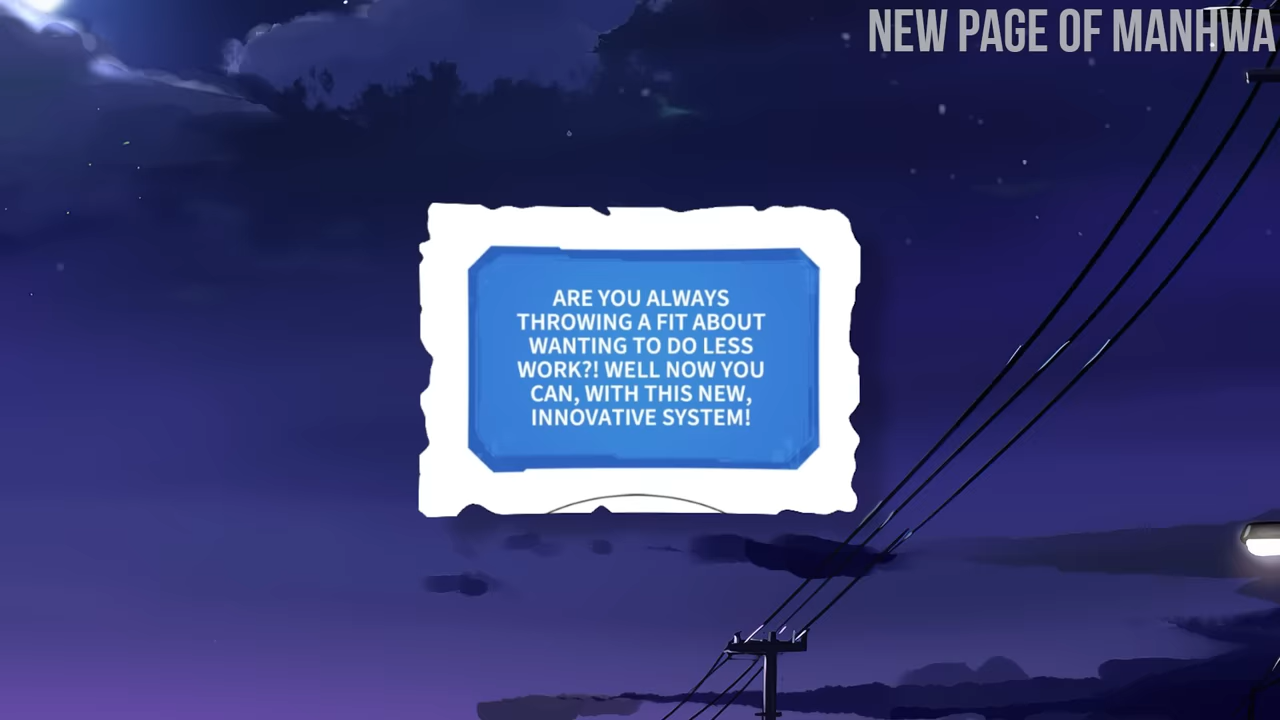 NEW PAGE OF MANHWA
ARE YOU ALWAYS
THROWING A FIT ABOUT
WANTING TO DO LESS
WORK?! WELL NOW YOU
CAN, WITH THIS NEW,
INNOVATIVE SYSTEM!